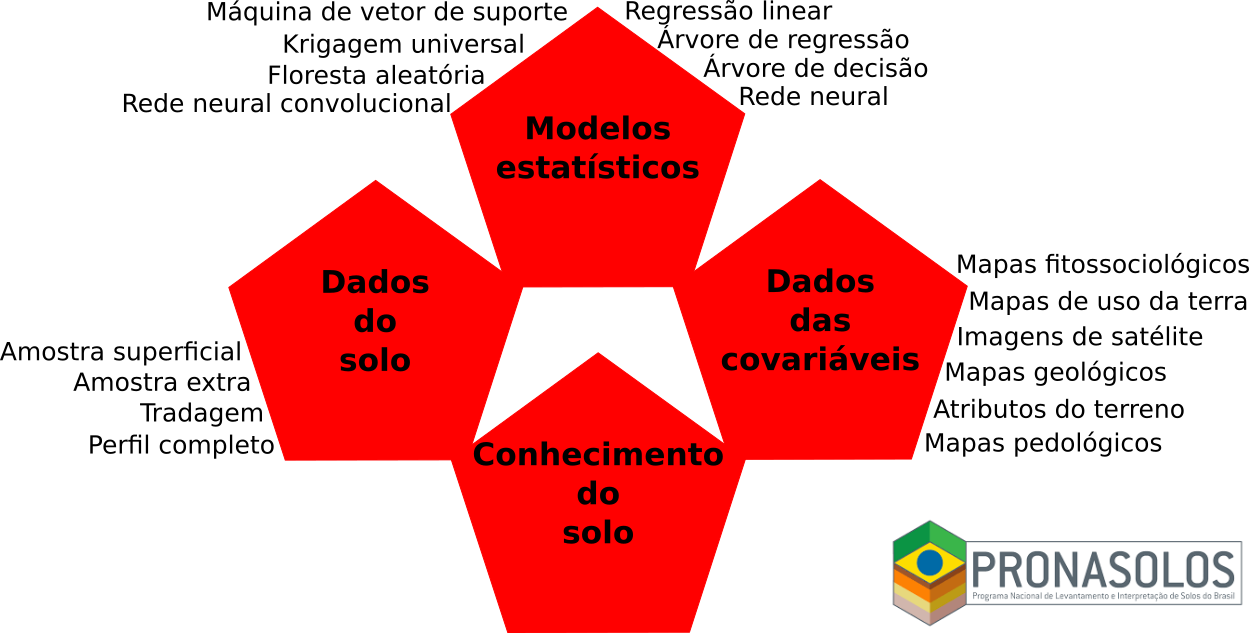 Máquina de vetor de suporte
Krigagem universal
Floresta aleatória
Rede neural convolucional
Regressão linear
Árvore de regressão
Árvore de decisão
Rede neural
Modelos
estatísticos
Dados
do
solo
Amostra superficial
Amostra extra
Tradagem
Perfil completo
Dados
das
covariáveis
Mapas fitossociológicos
Mapas de uso da terra
Imagens de satélite
Mapas geológicos
Atributos do terreno
Mapas pedológicos
Conhecimento
do
solo
PRONASOLOS
Programa Nacional de Levantamento e Interpretação de Solos do Brasil